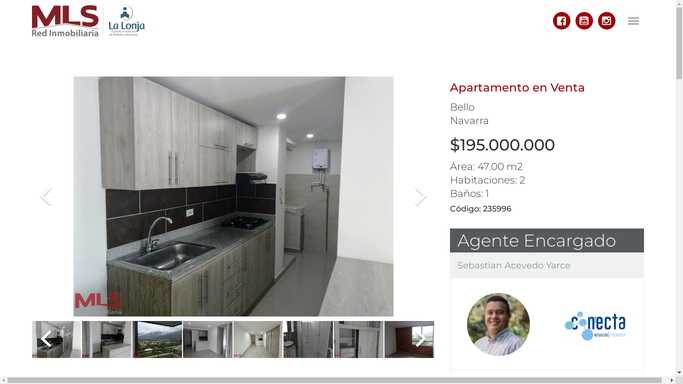 MLS
Red Inmobiliaria
La Lonja
Apartamento en Venta
Bello
Navarra
$195.000.000
Área: 47.00 m2
Habitaciones: 2
Baños: 1
Código: 235996
Agente Encargado
Sebastian Acevedo Yarce
MLS
conecta